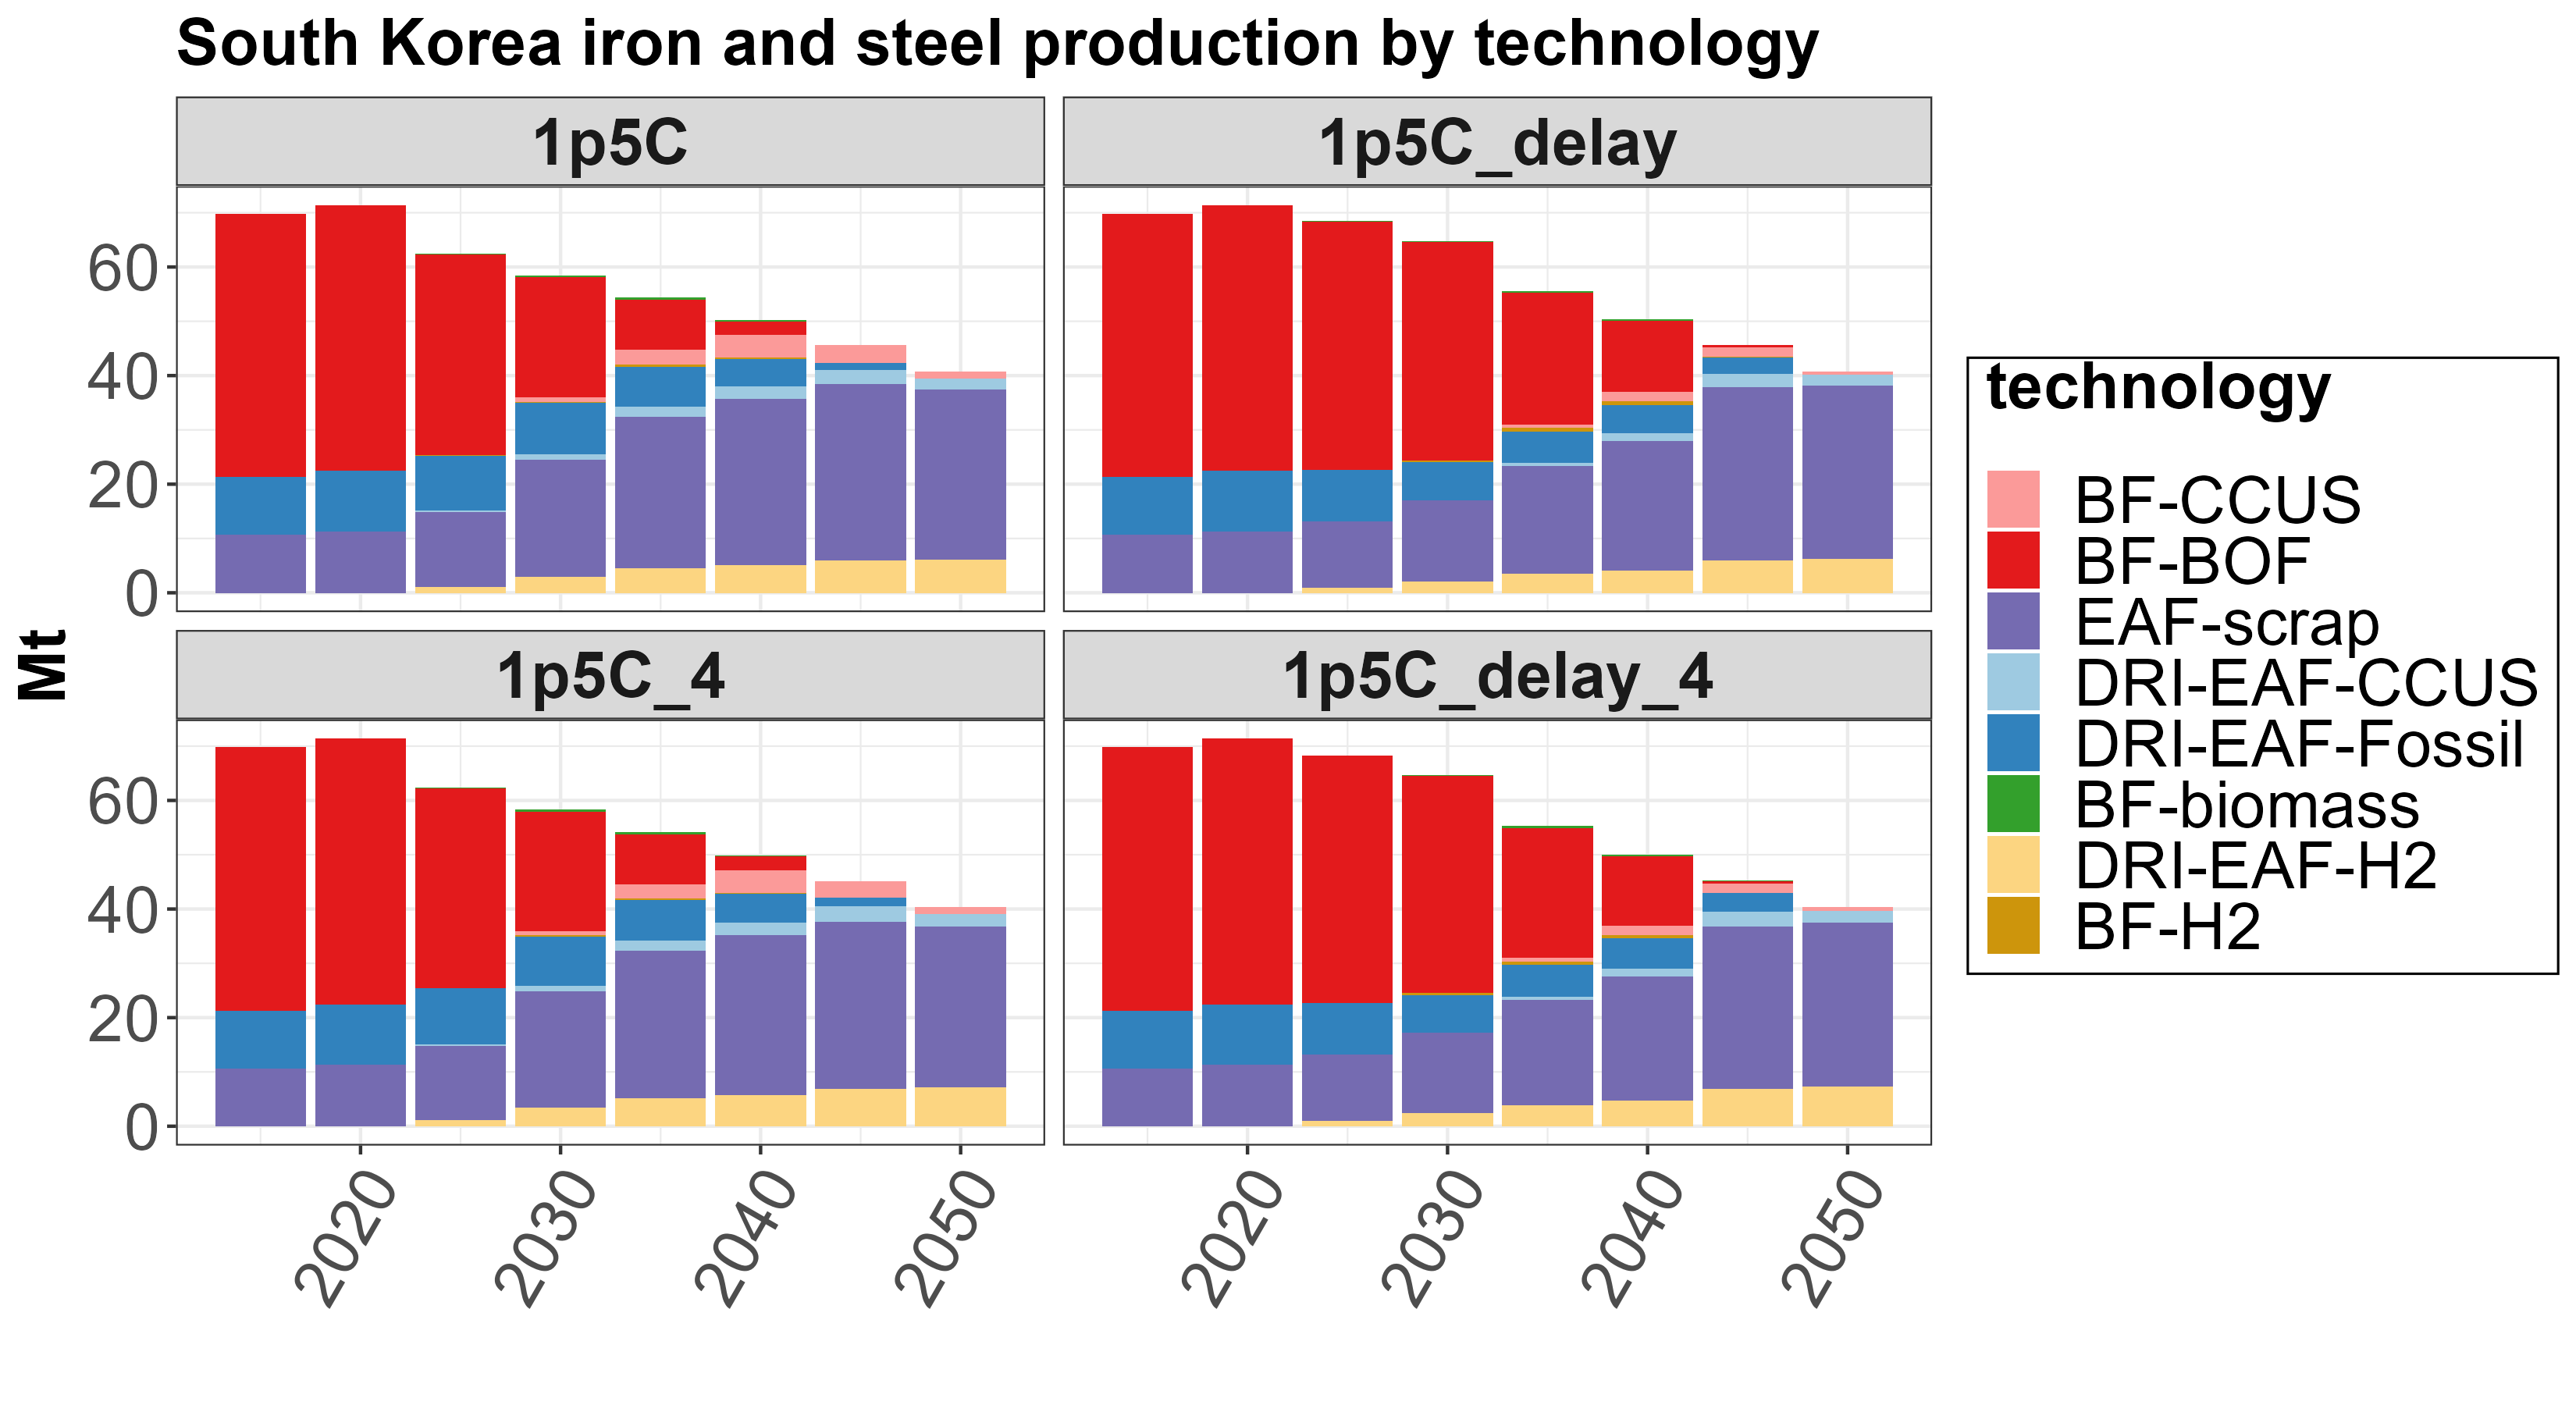 South Korea iron and steel production by technology
1p5C
1p5C_delay
60
40
20
0
1p5C_4
1p5C_delay_4
60
40
20
0
Mt
2020
2030
2040
2050
2020
2030
2040
2050
technology
BF-CCUS
BF-BOF
EAF-scrap
DRI-EAF-CCUS
DRI-EAF-Fossil
BF-biomass
DRI-EAF-H2
BF-H2